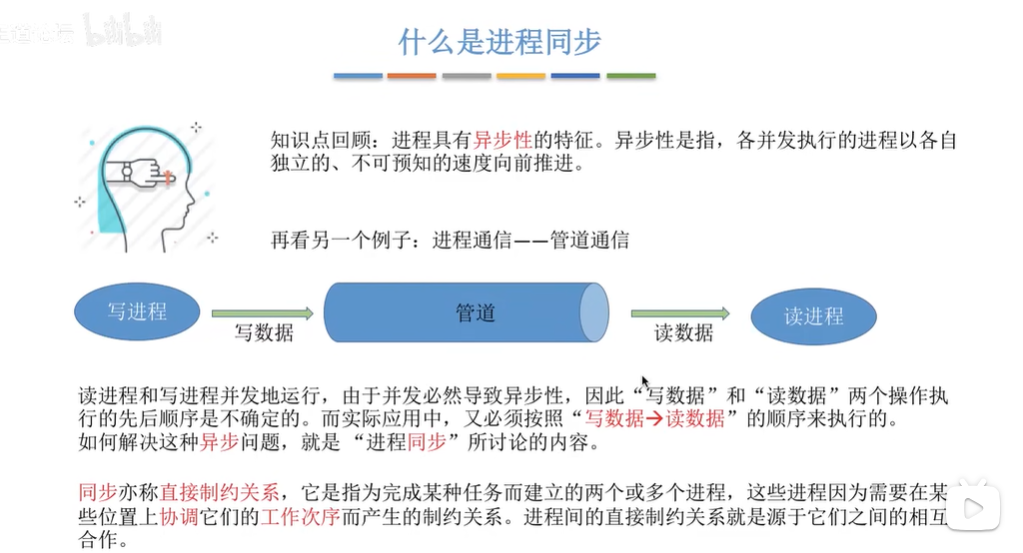 bilibili
什么是进程同步
知识点回顾：进程具有异步性的特征。异步性是指，各并发执行的进程以各自
独立的、不可预知的速度向前推进。
再看另一个例子：进程通信——管道通信
写进程
写数据
管道
读数据
读进程
读进程和写进程并发地运行，由于并发必然导致异步性，因此“写数据”和“读数据”两个操作执
行的先后顺序是不确定的。而实际应用中，又必须按照“写数据→读数据”的顺序来执行的。
如何解决这种异步问题，就是 “进程同步”所讨论的内容。
同步亦称直接制约关系，它是指为完成某种任务而建立的两个或多个进程，这些进程因为需要在某
些位置上协调它们的工作次序而产生的制约关系。进程间的直接制约关系就是源于它们之间的相互
合作。